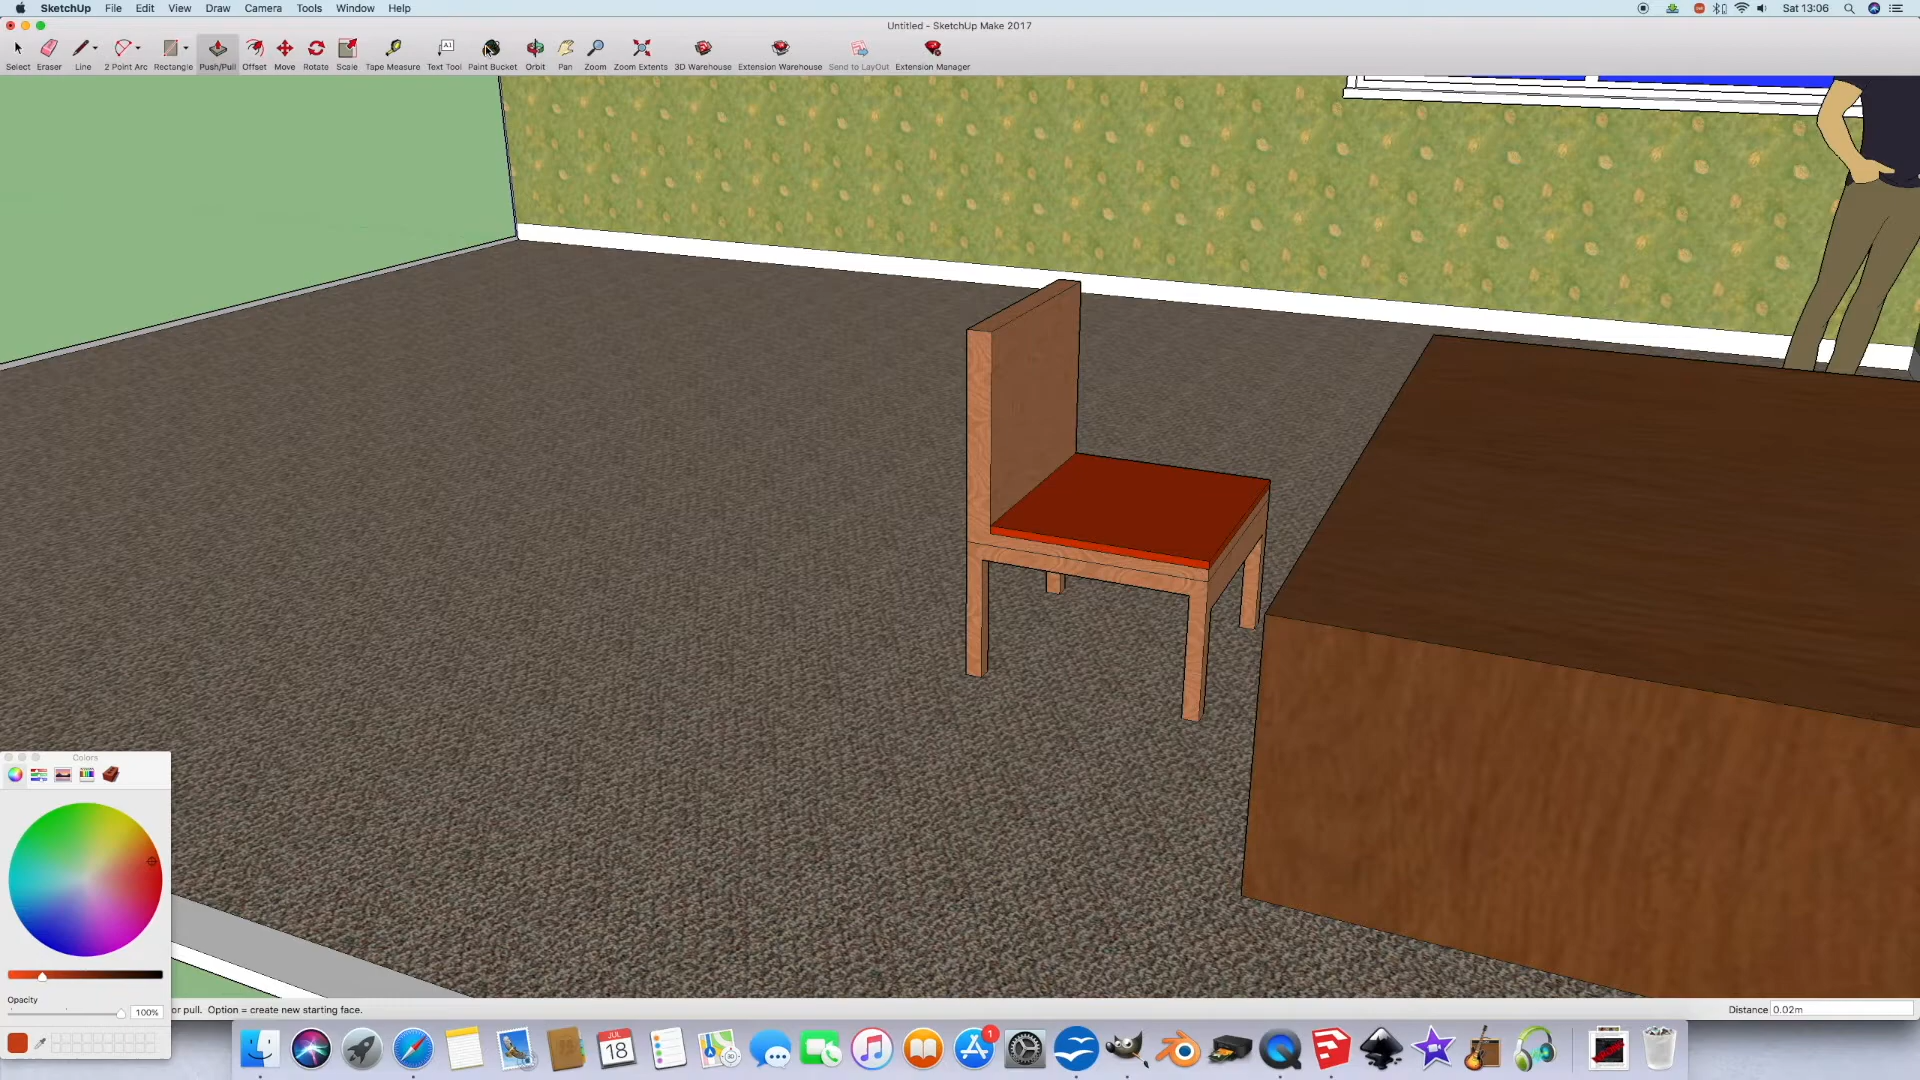 SketchUp File Edit View Draw Camera Tools Window Help
Sat 13:06
Untitled - SketchUp Make 2017
Select Eraser Line 2 Point Arc Rectangle Push/Pull Offset Move Rotate Scale Tape Measure Text Tool Paint Bucket Orbit Pan Zoom Zoom Extents 3D Warehouse Extension Warehouse Send to LayOut Extension Manager
Colors
Opacity
100%
or pull. Option = create new starting face.
Distance 0.02m
JUL
18
1